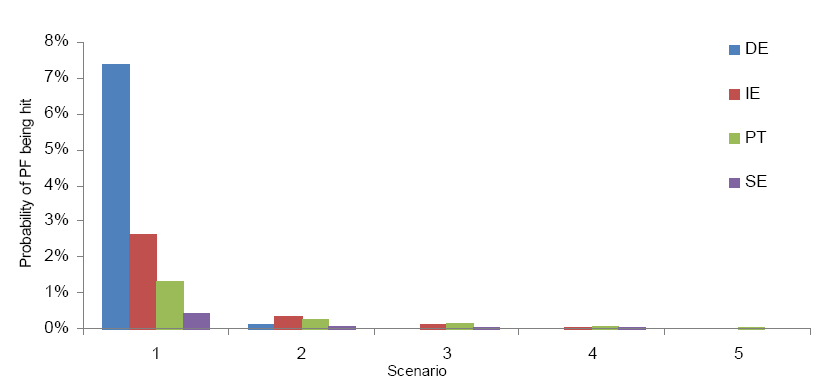 8%
7%
6%
5%
4%
3%
2%
1%
0%
Probability of PF being hit
1 2 3 4 5
Scenario
DE
IE
PT
SE